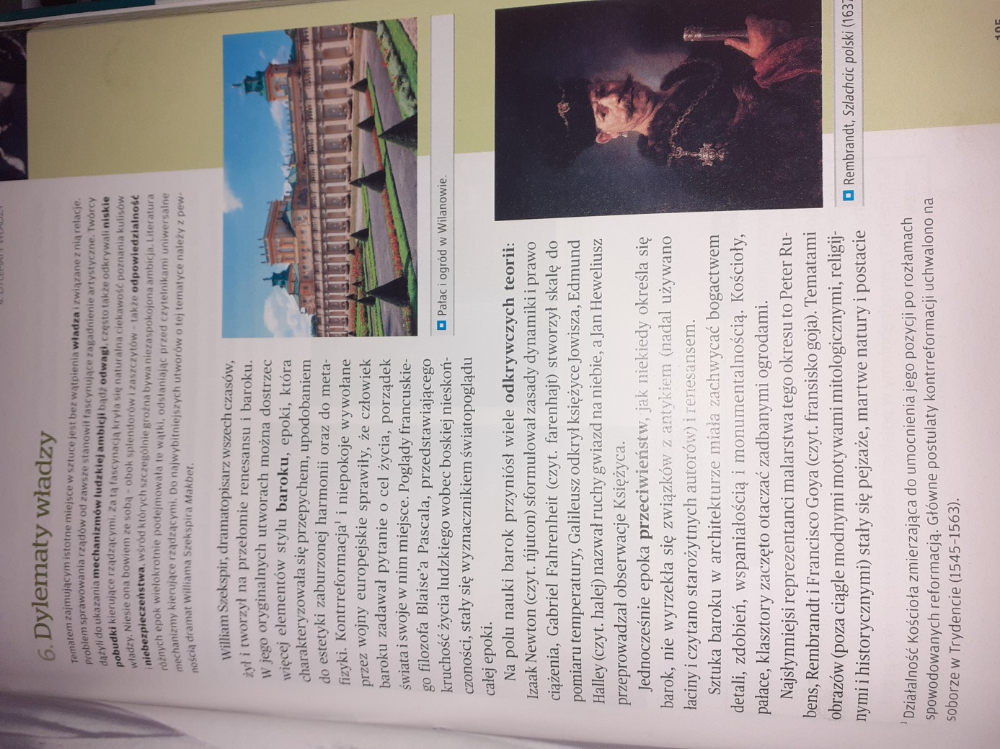 6. Dylematy władzy
Tematem zajmującym istotne miejsce w sztuce jest bez wątpienia władza i związane z nią relacje.
Problem sprawowania rządów od zawsze stanowił fascynujące zagadnienie artystyczne. Twórcy
dążyli do ukazania mechanizmów ludzkiej ambicji bądź odwagi, często także odkrywali niskie
pobudki kierujące rządzącymi. Za tą fascynacją kryła się naturalna ciekawość poznania kulisów
władzy. Niesie ona bowiem ze sobą – obok splendorów i zaszczytów – także odpowiedzialność
i niebezpieczeństwa, wśród których szczególnie groźna bywa niezaspokojona ambicja. Literatura
różnych epok wielokrotnie podejmowała te wątki, odsłaniając przed czytelnikami uniwersalne
mechanizmy kierujące rządzącymi. Do najwybitniejszych utworów o tej tematyce należy z pew-
nością dramat Williama Szekspira Makbet.
William Szekspir, dramatopisarz wszech czasów,
żył i tworzył na przełomie renesansu i baroku.
W jego oryginalnych utworach można dostrzec
więcej elementów stylu baroku, epoki, która
charakteryzowała się przepychem, upodobaniem
do estetyki zaburzonej harmonii oraz do meta-
fizyki. Kontrreformacja¹ i niepokoje wywołane
przez wojny europejskie sprawiły, że człowiek
baroku zadawał pytanie o cel życia, porządek
świata i swoje w nim miejsce. Poglądy francuskie-
go filozofa Blaise'a Pascala, przedstawiającego
kruchość życia ludzkiego wobec boskiej nieskoń-
czoności, stały się wyznacznikiem światopoglądu
całej epoki.
Pałac i ogród w Wilanowie.
Na polu nauki barok przyniósł wiele odkrywczych teorii:
Izaak Newton (czyt. ńjuton) sformułował zasady dynamiki i prawo
ciążenia, Gabriel Fahrenheit (czyt. farenhajt) stworzył skalę do
pomiaru temperatury, Galileusz odkrył księżyce Jowisza, Edmund
Halley (czyt. halej) nazwał ruchy gwiazd na niebie, a Jan Heweliusz
przeprowadzał obserwacje Księżyca.
Jednocześnie epoka przeciwieństw, jak niekiedy określa się
barok, nie wyrzekła się związków z antykiem (nadal używano
łaciny i czytano starożytnych autorów) i renesansem.
Sztuka baroku w architekturze miała zachwycać bogactwem
detali, zdobień, wspaniałością i monumentalnością. Kościoły,
pałace, klasztory zaczęto otaczać zadbanymi ogrodami.
Najsłynniejsi reprezentanci malarstwa tego okresu to Peter Ru-
bens, Rembrandt i Francisco Goya (czyt. fransisko goja). Tematami
obrazów (poza ciągle modnymi motywami mitologicznymi, religij-
nymi i historycznymi) stały się pejzaże, martwe natury i postacie
Rembrandt, Szlachcic polski (1637
¹ Działalność Kościoła zmierzająca do umocnienia jego pozycji po rozłamach
spowodowanych reformacją. Główne postulaty kontrreformacji uchwalono na
soborze w Trydencie (1545–1563).